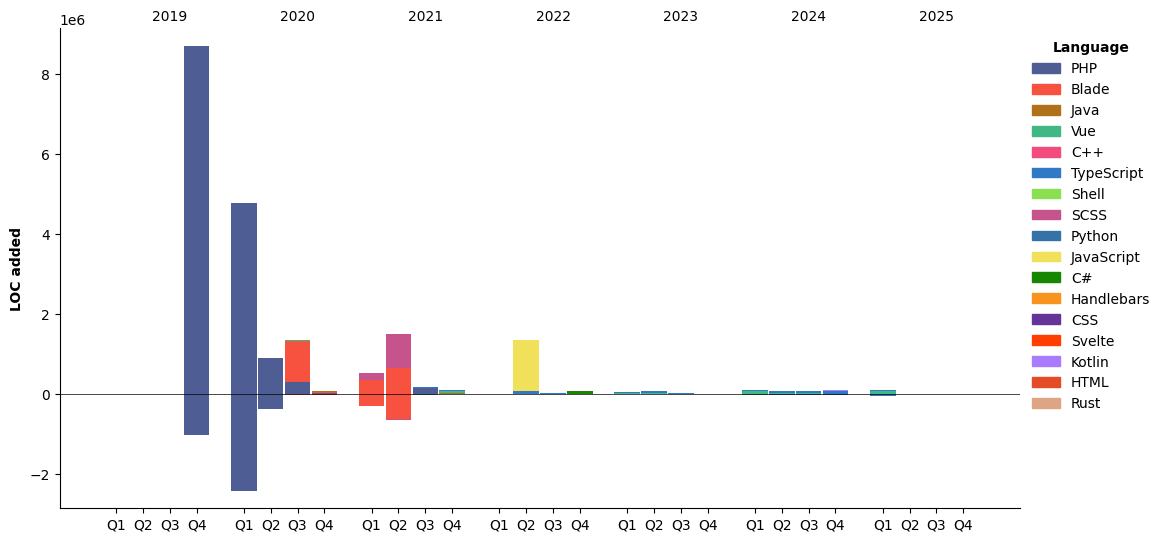 1e6
2019 2020 2021 2022 2023 2024 2025
LOC added
8
6
4
2
0
−2
Q1 Q2 Q3 Q4 Q1 Q2 Q3 Q4 Q1 Q2 Q3 Q4 Q1 Q2 Q3 Q4 Q1 Q2 Q3 Q4 Q1 Q2 Q3 Q4 Q1 Q2 Q3 Q4
Language
PHP
Blade
Java
Vue
C++
TypeScript
Shell
SCSS
Python
JavaScript
C#
Handlebars
CSS
Svelte
Kotlin
HTML
Rust